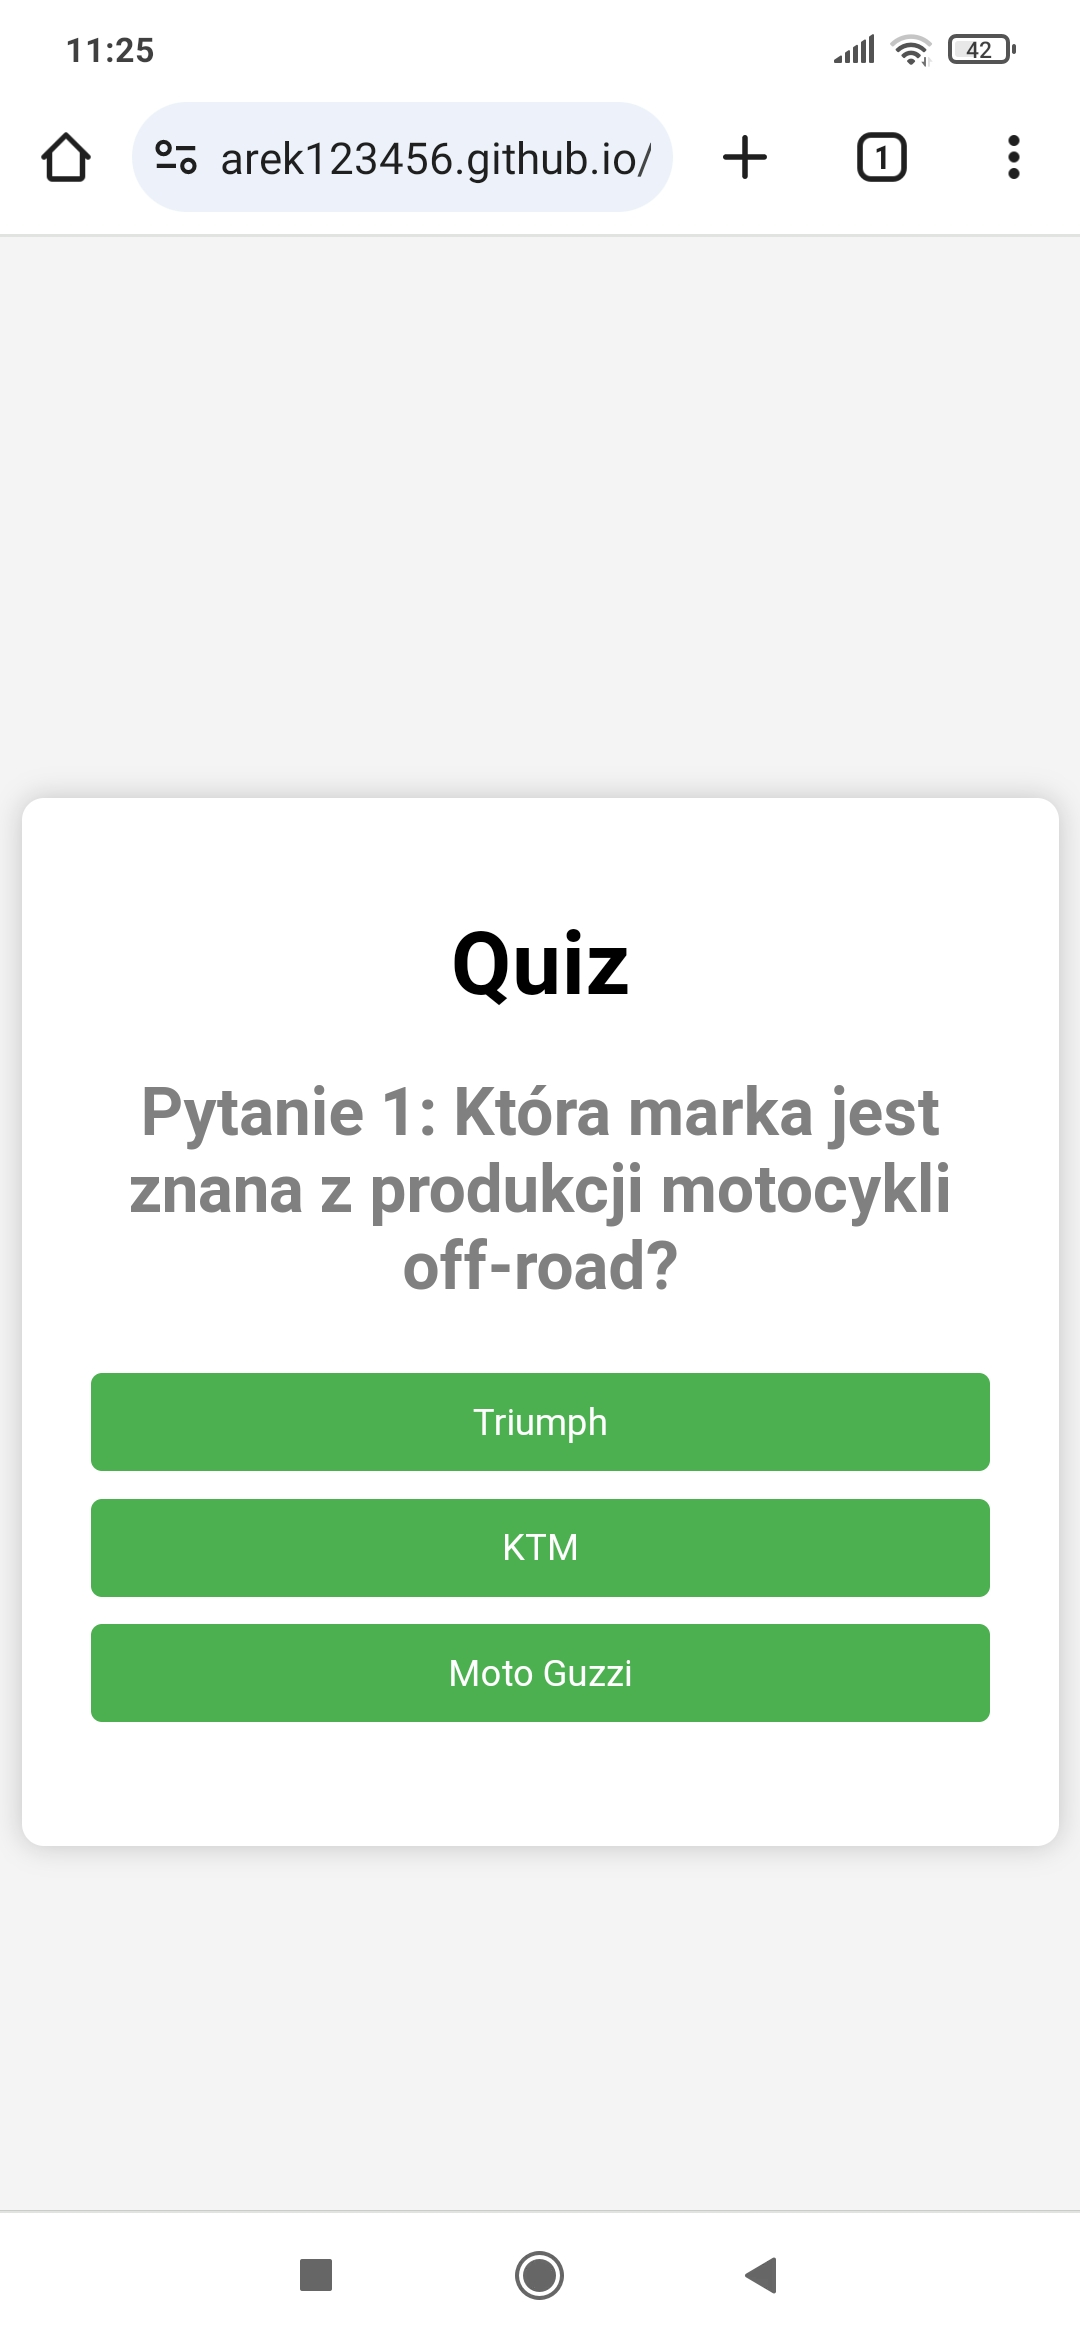 11:25
42
arek123456.github.io/
1
Quiz
Pytanie 1: Która marka jest
znana z produkcji motocykli
off-road?
Triumph
KTM
Moto Guzzi